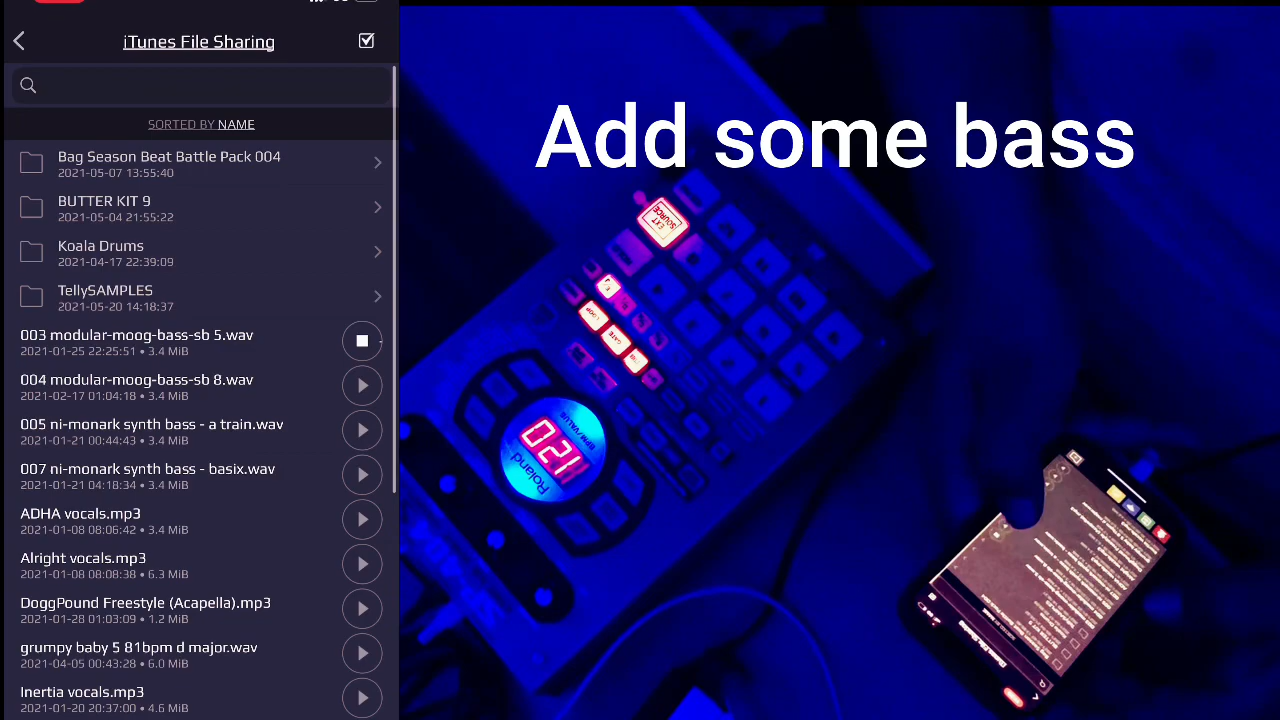 iTunes File Sharing
SORTED BY NAME
Bag Season Beat Battle Pack 004
2021-05-07 13:55:40
BUTTER KIT 9
2021-05-04 21:55:22
Koala Drums
2021-04-17 22:39:09
TellySAMPLES
2021-05-20 14:18:37
003 modular-moog-bass-sb 5.wav
2021-01-25 22:25:51 • 3.4 MiB
004 modular-moog-bass-sb 8.wav
2021-02-17 01:04:18 • 3.4 MiB
005 ni-monark synth bass - a train.wav
2021-01-21 00:44:43 • 3.4 MiB
007 ni-monark synth bass - basix.wav
2021-01-21 04:18:34 • 3.4 MiB
ADHA vocals.mp3
2021-01-08 08:06:42 • 3.4 MiB
Alright vocals.mp3
2021-01-08 08:08:38 • 6.3 MiB
DoggPound Freestyle (Acapella).mp3
2021-01-28 01:03:09 • 1.2 MiB
grumpy baby 5 81bpm d major.wav
2021-04-05 00:43:28 • 6.0 MiB
Inertia vocals.mp3
2021-01-20 20:37:00 • 4.6 MiB
Add some bass
EXT
SOURCE
LOOP
GATE
BPM/VALUE
021
Roland